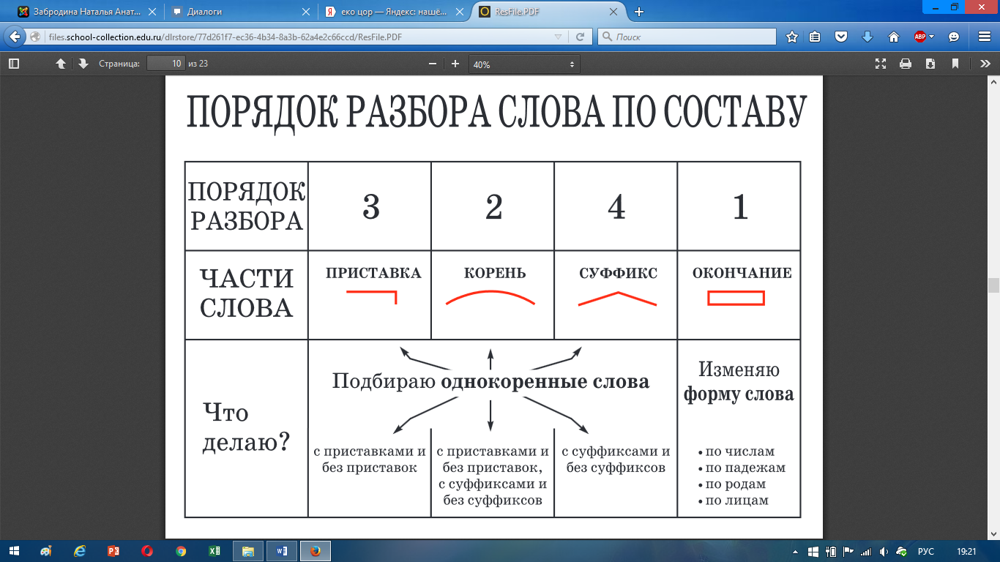 Забродина Наталья Анат...
Диалоги
еко цор — Яндекс: нашё...
ResFile.PDF
files.school-collection.edu.ru/dlrstore/77d261f7-ec36-4b34-8a3b-62a4e2c66ccd/ResFile.PDF
Поиск
ABP
Страница: 10 из 23
40%
ПОРЯДОК РАЗБОРА СЛОВА ПО СОСТАВУ
ПОРЯДОК
РАЗБОРА
3
2
4
1
ЧАСТИ
СЛОВА
ПРИСТАВКА
КОРЕНЬ
СУФФИКС
ОКОНЧАНИЕ
Что
делаю?
Подбираю однокоренные слова
с приставками и
без приставок
с приставками и
без приставок,
с суффиксами и
без суффиксов
с суффиксами и
без суффиксов
Изменяю
форму слова
• по числам
• по падежам
• по родам
• по лицам
РУС
19:21